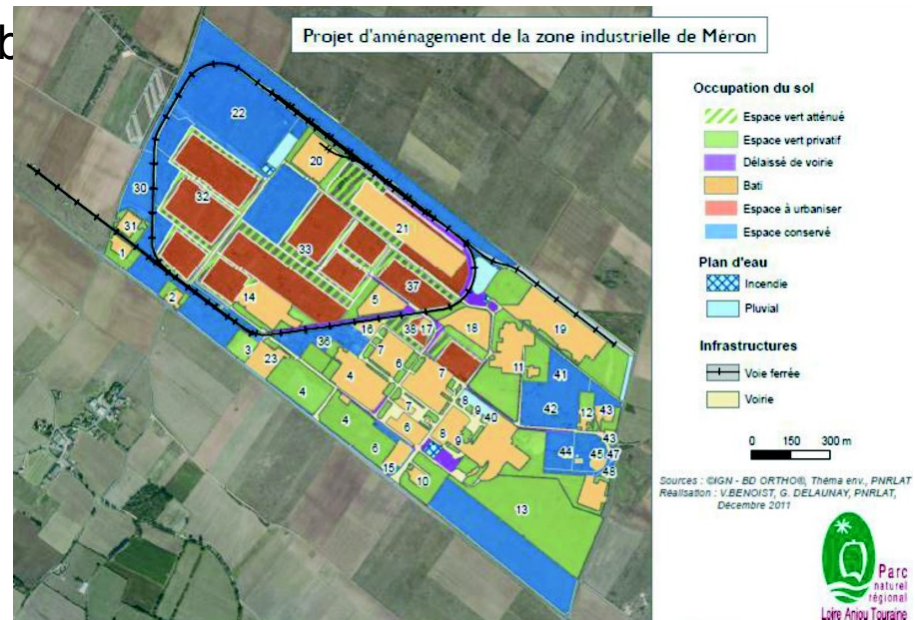 b
Projet d'aménagement de la zone industrielle de Méron
Occupation du sol
Espace vert atténué
Espace vert privatif
Délaissé de voirie
Bati
Espace à urbaniser
Espace conservé
Plan d'eau
Incendie
Pluvial
Infrastructures
Voie ferrée
Voirie
0 150 300 m
Sources : ©IGN - BD ORTHO®, Théma env., PNRLAT
Réalisation : V.BENOIST, G. DELAUNAY, PNRLAT,
Décembre 2011
Parc
naturel
régional
Loire Anjou Touraine
22
20
30
32
31
1
33
21
2
14
37
5
16
38
17
18
19
3
23
36
7
6
4
7
11
41
4
42
12
43
8
9
40
7
4
6
8
9
43
44
45
47
48
6
15
10
13